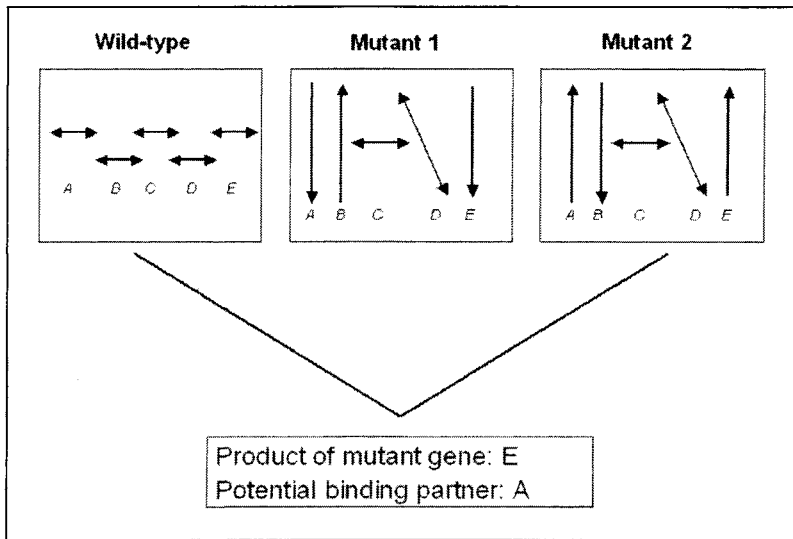 Wild-type Mutant 1 Mutant 2
A B C D E A B C D E A B C D E
Product of mutant gene: E
Potential binding partner: A